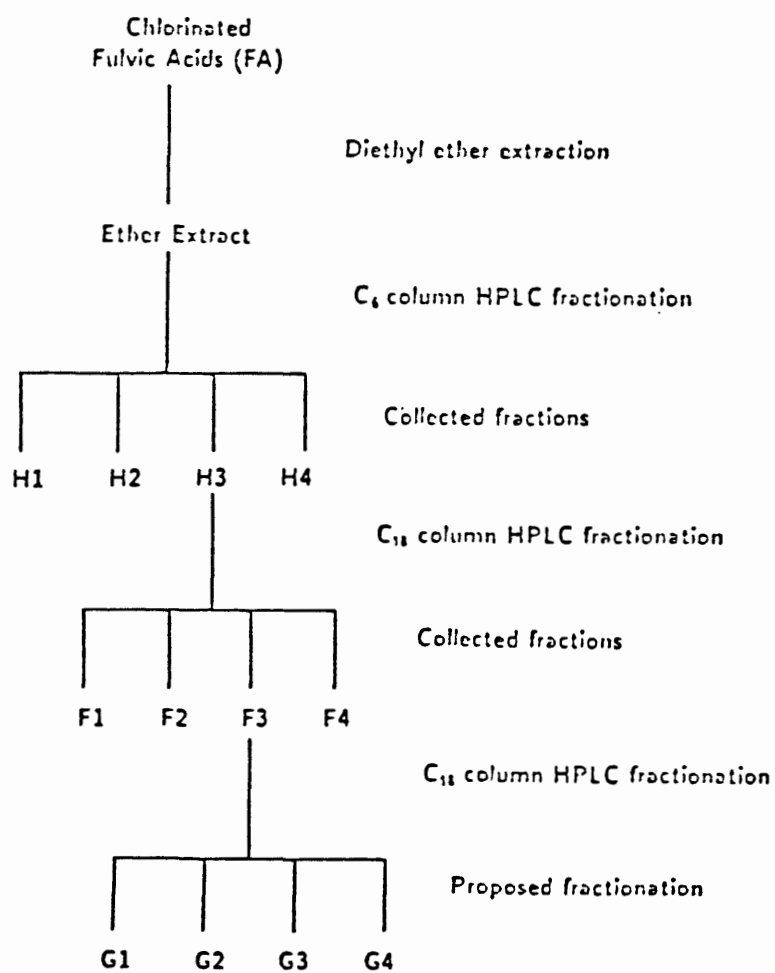 Chlorinated
Fulvic Acids (FA)
Diethyl ether extraction
Ether Extract
C₆ column HPLC fractionation
Collected fractions
H1 H2 H3 H4
C₁₈ column HPLC fractionation
Collected fractions
F1 F2 F3 F4
C₁₈ column HPLC fractionation
Proposed fractionation
G1 G2 G3 G4